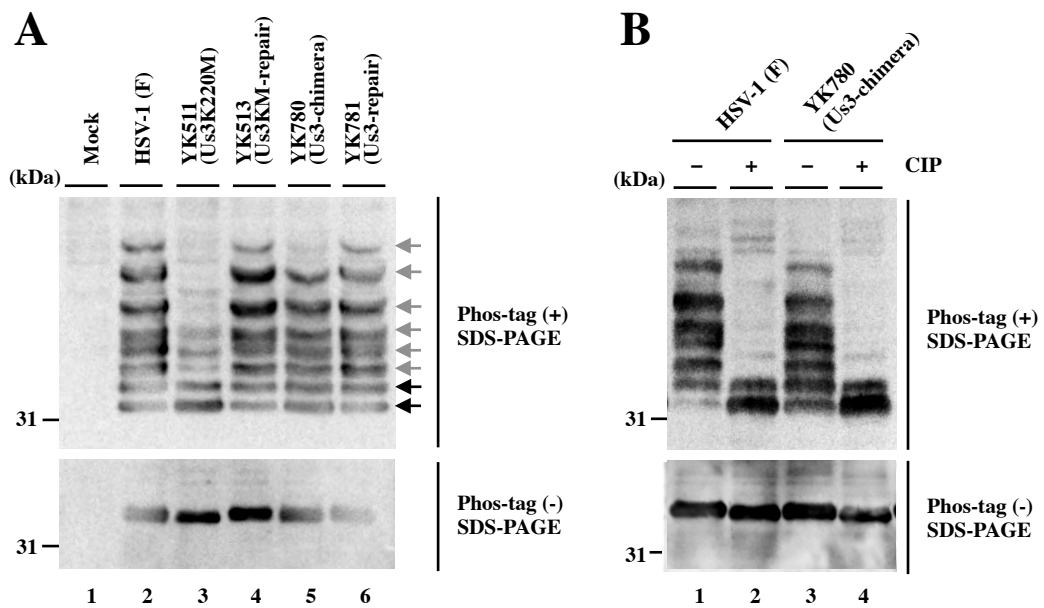 A
Mock
HSV-1 (F)
YK511
(Us3K220M)
YK513
(Us3KM-repair)
YK780
(Us3-chimera)
YK781
(Us3-repair)
(kDa)
31
Phos-tag (+)
SDS-PAGE
31
Phos-tag (-)
SDS-PAGE
1 2 3 4 5 6
B
HSV-1 (F)
YK780
(Us3-chimera)
− + − + CIP
(kDa)
31
Phos-tag (+)
SDS-PAGE
31
Phos-tag (-)
SDS-PAGE
1 2 3 4